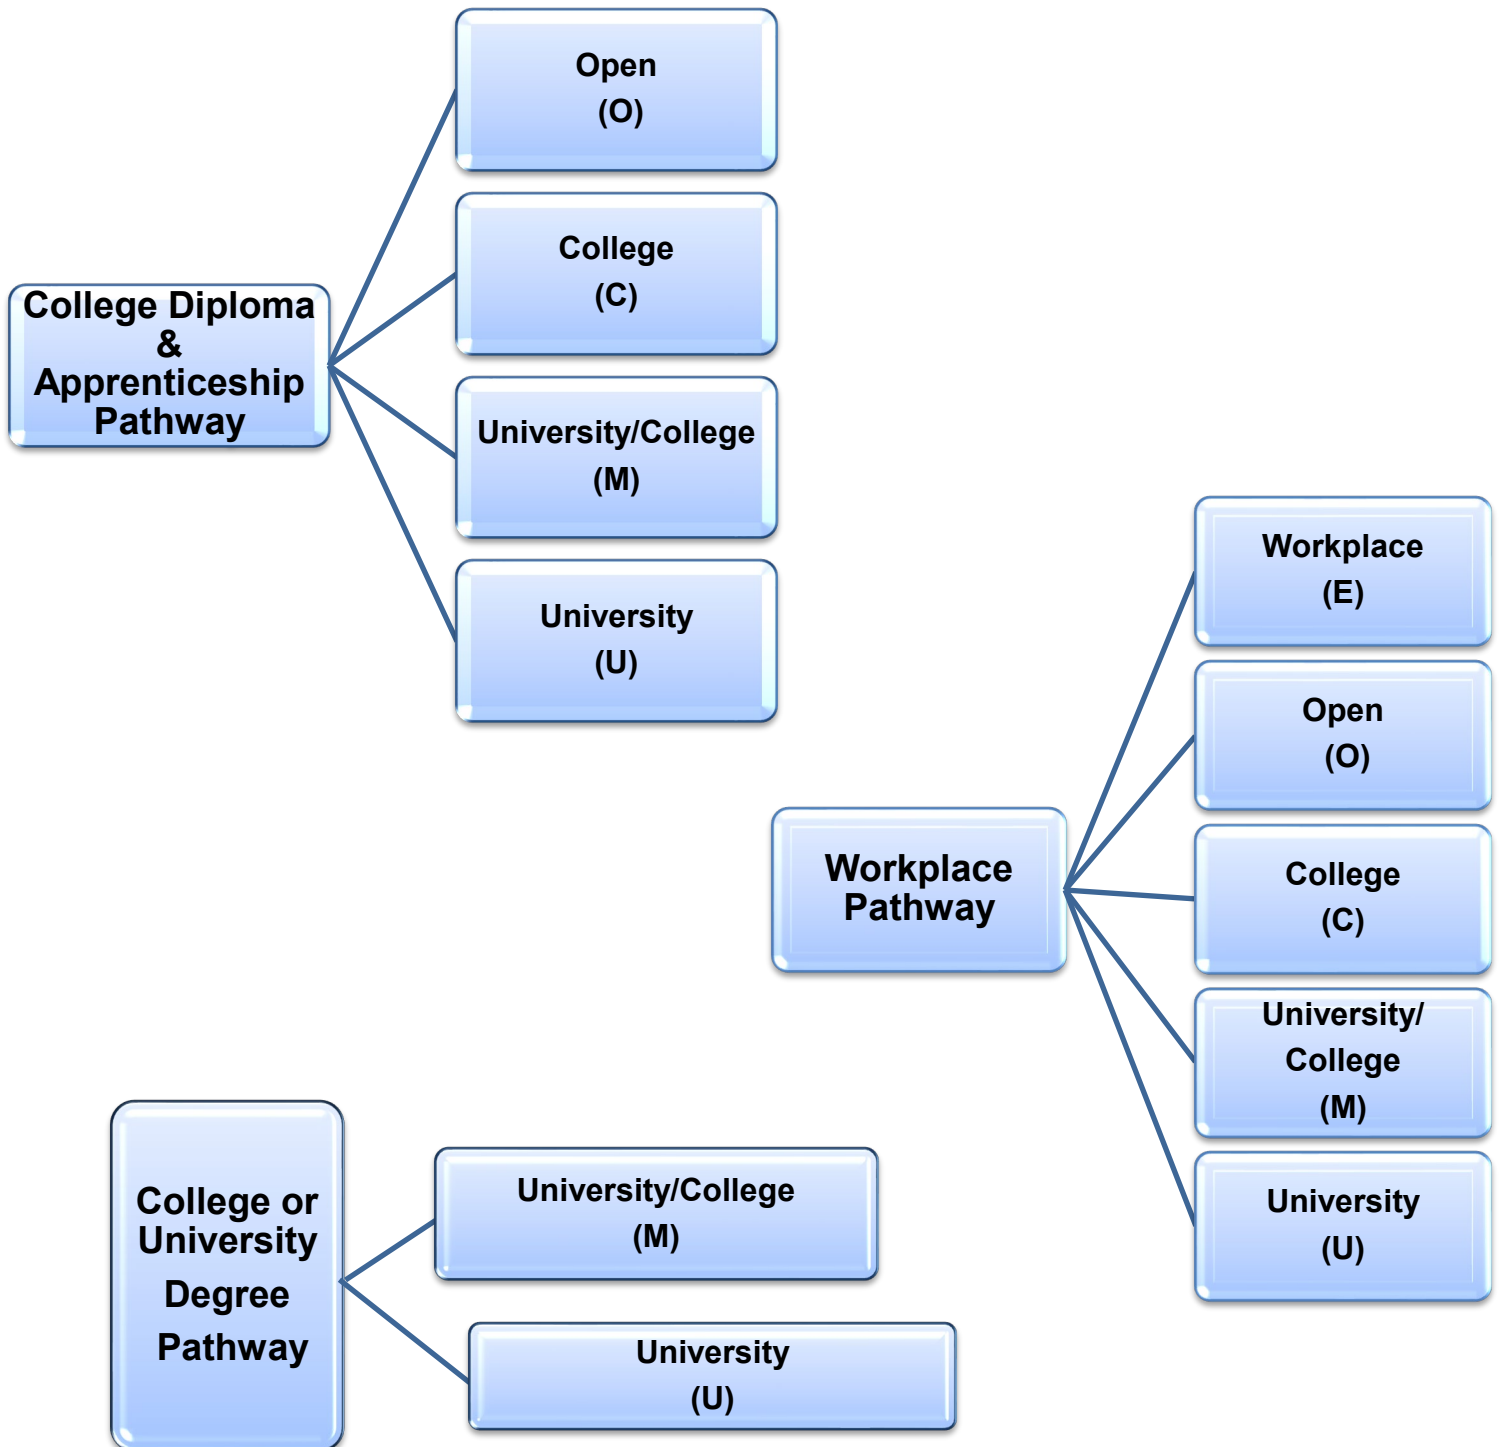 College Diploma
&
Apprenticeship
Pathway
Open
(O)
College
(C)
University/College
(M)
University
(U)
Workplace
Pathway
Workplace
(E)
Open
(O)
College
(C)
University/
College
(M)
University
(U)
College or
University
Degree
Pathway
University/College
(M)
University
(U)